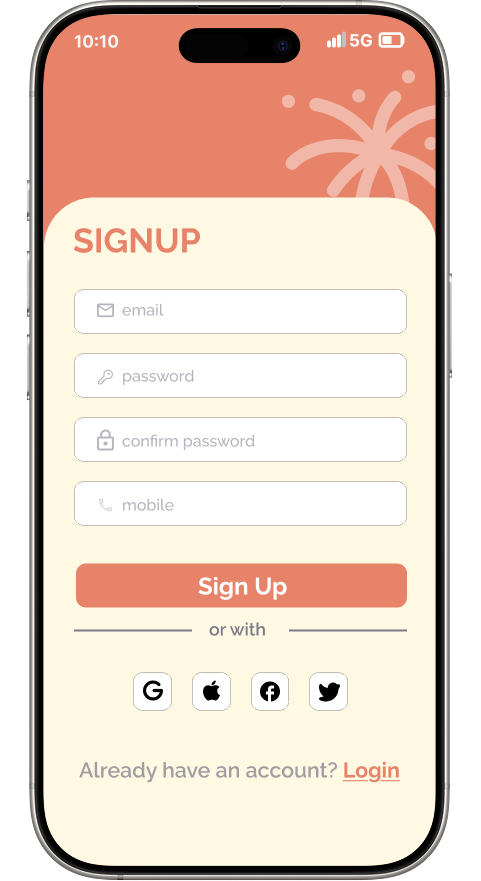 10:10 5G
SIGNUP
email
password
confirm password
mobile
Sign Up
or with
Already have an account? Login